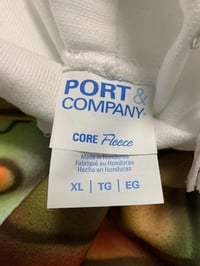 PORT &
COMPANY®
CORE Fleece
Made in Honduras
Fabriqué au Honduras
Hecho en Honduras
XL | TG | EG